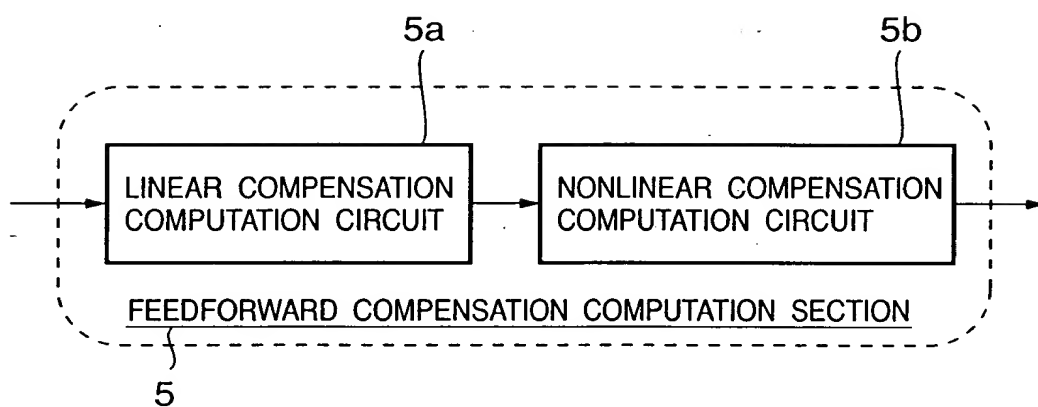 5a
5b
LINEAR COMPENSATION
COMPUTATION CIRCUIT
NONLINEAR COMPENSATION
COMPUTATION CIRCUIT
FEEDFORWARD COMPENSATION COMPUTATION SECTION
5